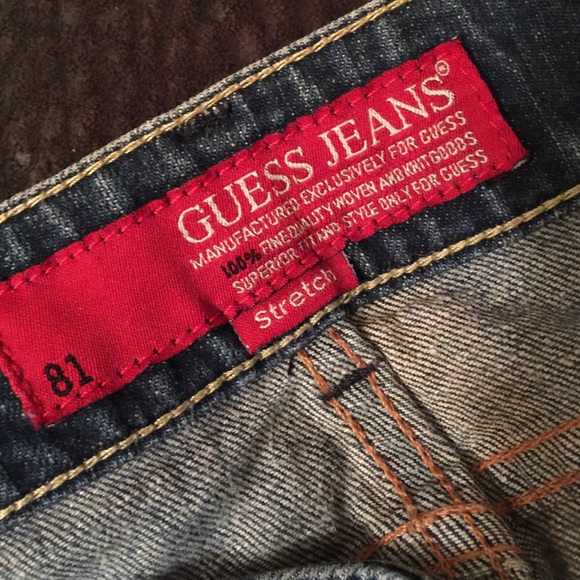 GUESS JEANS®
MANUFACTURED EXCLUSIVELY FOR GUESS
100% FINE QUALITY WOVEN AND KNIT GOODS
SUPERIOR FIT AND STYLE ONLY FOR GUESS
Stretch
81